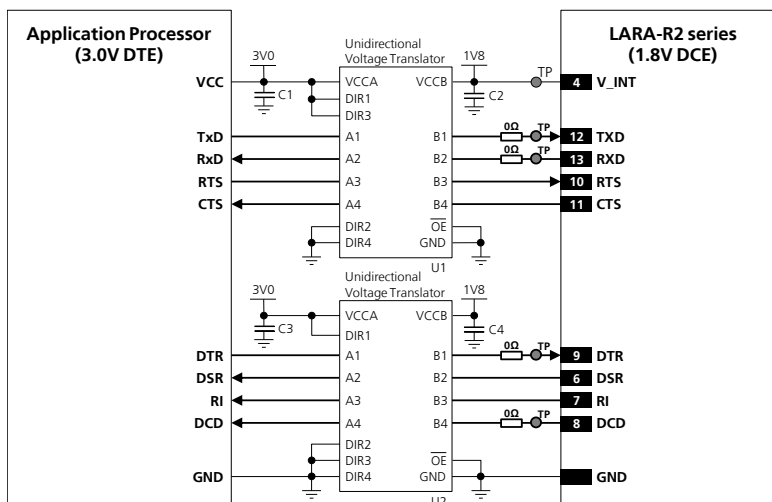 Application Processor
(3.0V DTE)
LARA-R2 series
(1.8V DCE)
Unidirectional
Voltage Translator
3V0
1V8
TP
VCC
C1
VCCA
VCCB
C2
4
V_INT
DIR1
DIR3
TxD
A1
B1
0Ω
TP
12
TXD
RxD
A2
B2
0Ω
TP
13
RXD
RTS
A3
B3
10
RTS
CTS
A4
B4
11
CTS
DIR2
OE
DIR4
GND
U1
Unidirectional
Voltage Translator
3V0
1V8
VCCA
VCCB
C3
C4
DIR1
DTR
A1
B1
0Ω
TP
9
DTR
DSR
A2
B2
6
DSR
RI
A3
B3
7
RI
DCD
A4
B4
0Ω
TP
8
DCD
DIR2
DIR3
OE
GND
DIR4
GND
GND
U2